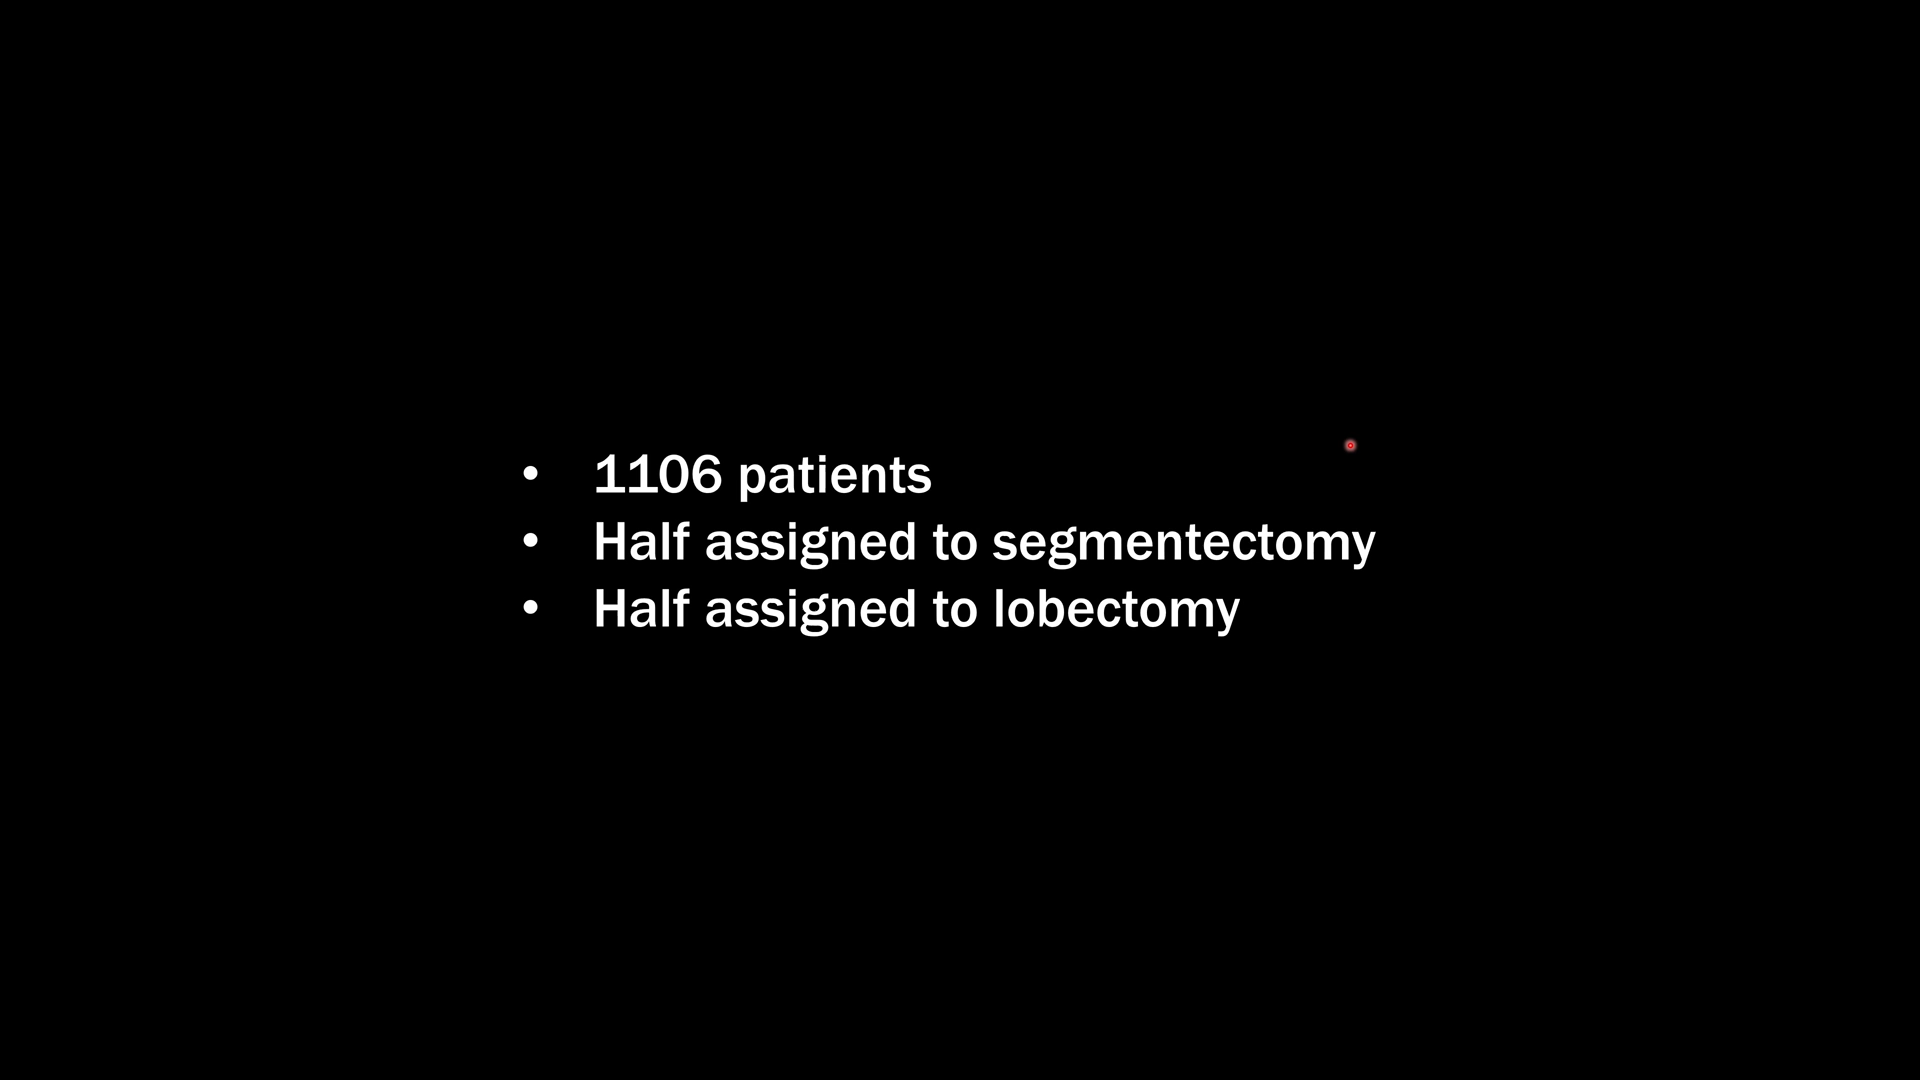 • 1106 patients
• Half assigned to segmentectomy
• Half assigned to lobectomy